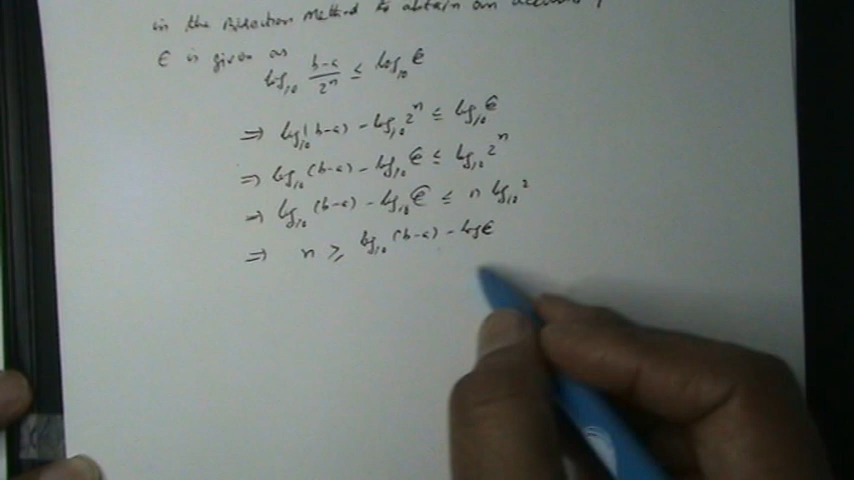 in the Bisection Method to obtain an accuracy
ε is given as
log₁₀ (b-a)/2ⁿ ≤ log₁₀ ε
⇒ log₁₀(b-a) - log₁₀ 2ⁿ ≤ log₁₀ ε
⇒ log₁₀ (b-a) - log₁₀ ε ≤ log₁₀ 2ⁿ
⇒ log₁₀ (b-a) - log₁₀ ε ≤ n log₁₀ 2
⇒ n ≥ log₁₀ (b-a) - log ε